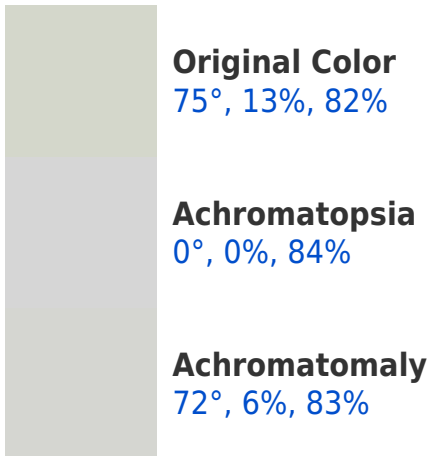 Original Color
75°, 13%, 82%
Achromatopsia
0°, 0%, 84%
Achromatomaly
72°, 6%, 83%